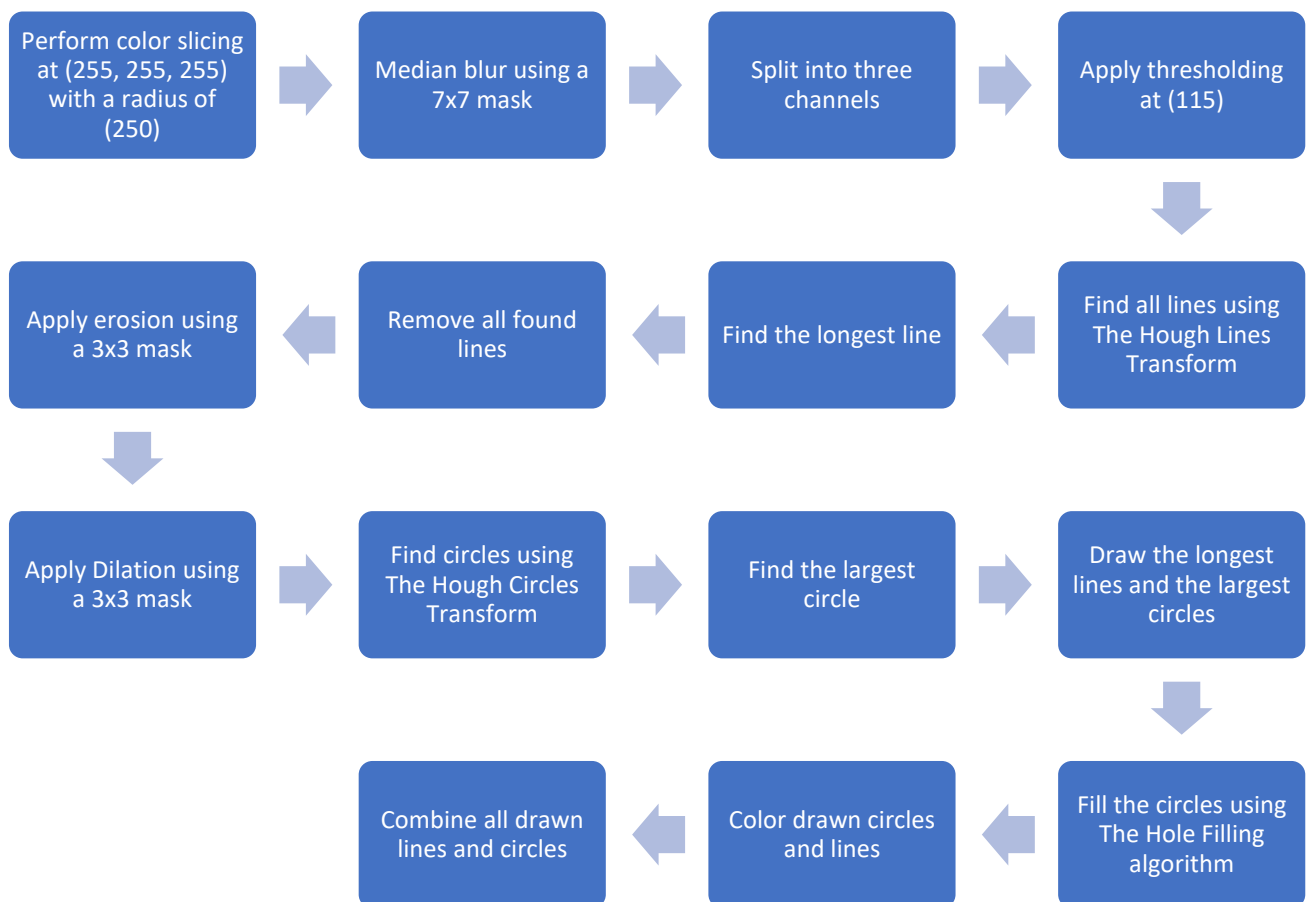 Perform color slicing
at (255, 255, 255)
with a radius of
(250)
Median blur using a
7x7 mask
Split into three
channels
Apply thresholding
at (115)
Find all lines using
The Hough Lines
Transform
Find the longest line
Remove all found
lines
Apply erosion using
a 3x3 mask
Apply Dilation using
a 3x3 mask
Find circles using
The Hough Circles
Transform
Find the largest
circle
Draw the longest
lines and the largest
circles
Fill the circles using
The Hole Filling
algorithm
Color drawn circles
and lines
Combine all drawn
lines and circles